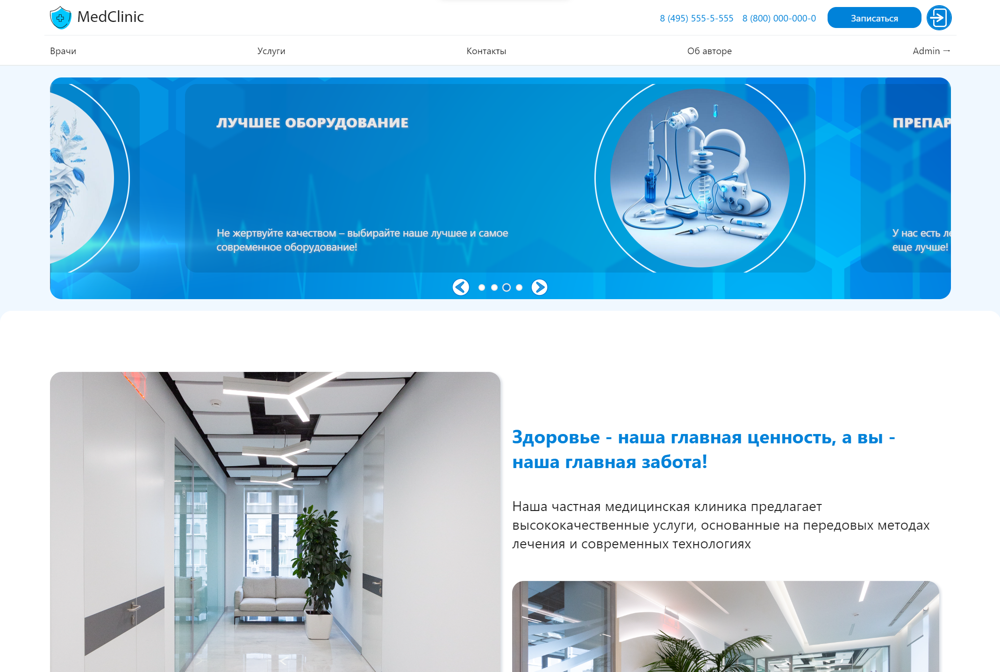 MedClinic
8 (495) 555-5-555 8 (800) 000-000-0 Записаться
Врачи Услуги Контакты Об авторе Admin →
ЛУЧШЕЕ ОБОРУДОВАНИЕ
Не жертвуйте качеством – выбирайте наше лучшее и самое
современное оборудование!
ПРЕПАР
У нас есть ле
еще лучше!
Здоровье - наша главная ценность, а вы -
наша главная забота!
Наша частная медицинская клиника предлагает
высококачественные услуги, основанные на передовых методах
лечения и современных технологиях